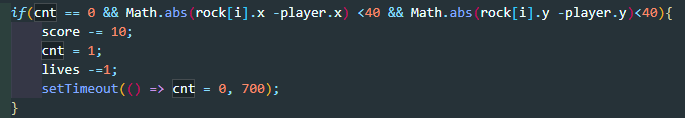 if(cnt == 0 && Math.abs(rock[i].x -player.x) <40 && Math.abs(rock[i].y -player.y)<40){
score -= 10;
cnt = 1;
lives -=1;
setTimeout(() => cnt = 0, 700);
}